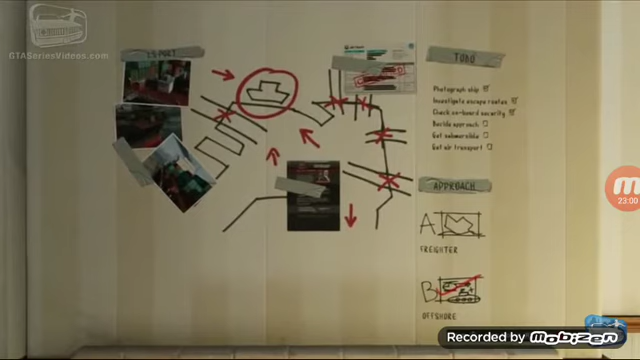 GTASeriesVideos.com
TODO
Photograph ship
Investigate escape routes
Check on-board security
Decide approach
Get submersible
Get air transport
APPROACH
A
FREIGHTER
B
OFFSHORE
M
23:00
Recorded by Mobizen